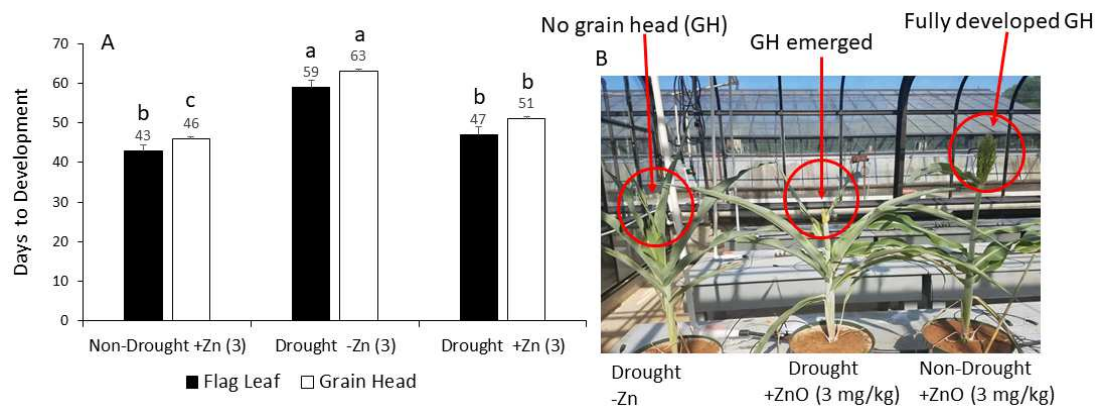 A
70
60
50
40
30
20
10
0
Days to Development
b
43
c
46
a
59
a
63
b
47
b
51
Non-Drought +Zn (3)
Drought -Zn (3)
Drought +Zn (3)
Flag Leaf
Grain Head
No grain head (GH)
GH emerged
Fully developed GH
B
Drought
-Zn
Drought
+ZnO (3 mg/kg)
Non-Drought
+ZnO (3 mg/kg)